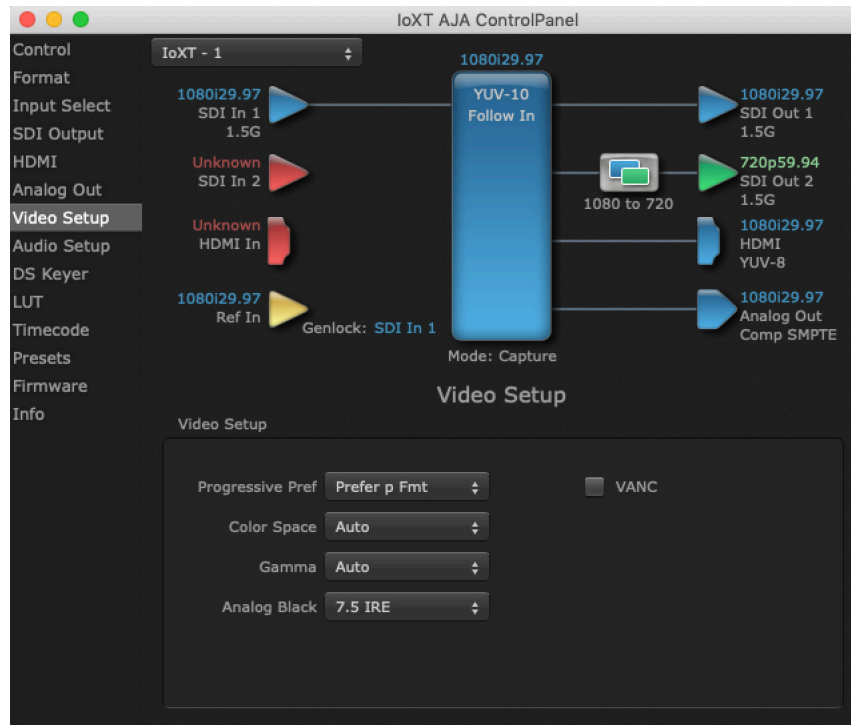 IoXT AJA ControlPanel
Control
Format
Input Select
SDI Output
HDMI
Analog Out
Video Setup
Audio Setup
DS Keyer
LUT
Timecode
Presets
Firmware
Info
IoXT - 1
1080i29.97
1080i29.97
SDI In 1
1.5G
Unknown
SDI In 2
Unknown
HDMI In
1080i29.97
Ref In
Genlock: SDI In 1
YUV-10
Follow In
Mode: Capture
1080 to 720
1080i29.97
SDI Out 1
1.5G
720p59.94
SDI Out 2
1.5G
1080i29.97
HDMI
YUV-8
1080i29.97
Analog Out
Comp SMPTE
Video Setup
Video Setup
Progressive Pref Prefer p Fmt
VANC
Color Space Auto
Gamma Auto
Analog Black 7.5 IRE